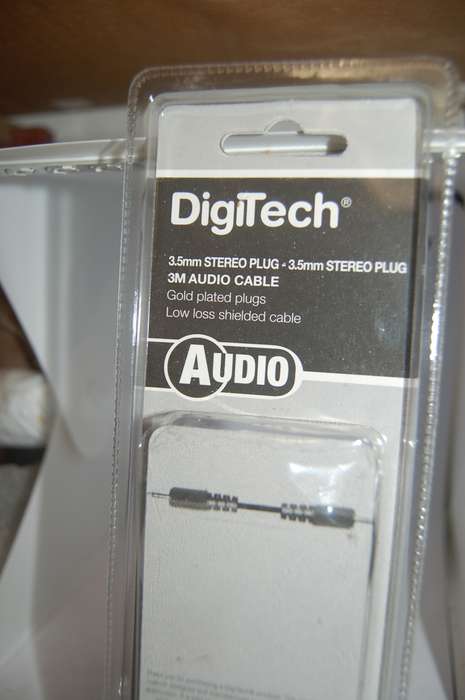 DigiTech®
3.5mm STEREO PLUG - 3.5mm STEREO PLUG
3M AUDIO CABLE
Gold plated plugs
Low loss shielded cable
AUDIO